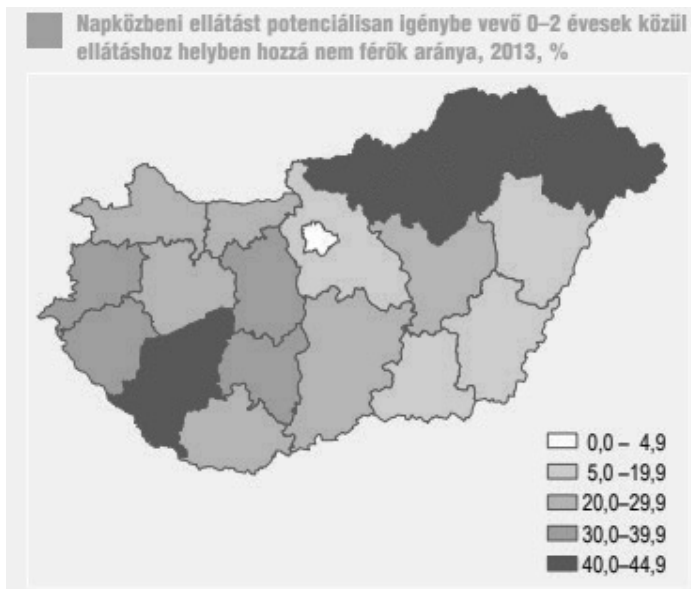 Napközbeni ellátást potenciálisan igénybe vevő 0–2 évesek közül
ellátáshoz helyben hozzá nem férők aránya, 2013, %
0,0 – 4,9
5,0 –19,9
20,0–29,9
30,0–39,9
40,0–44,9